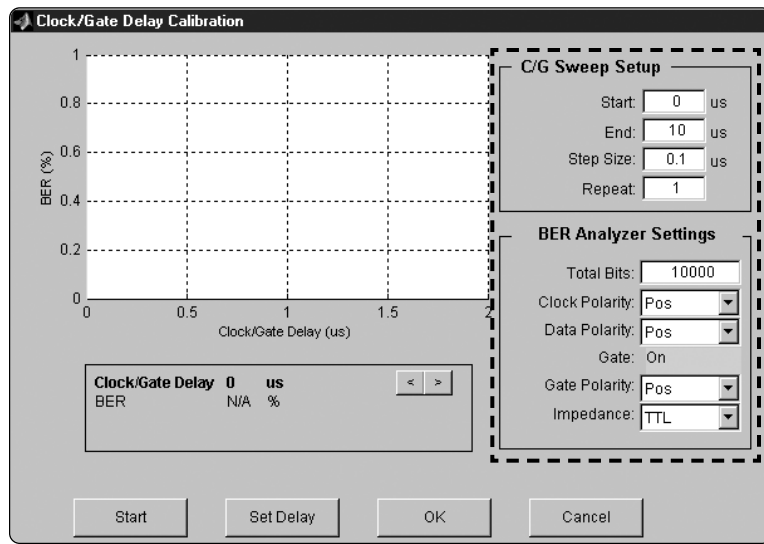 Clock/Gate Delay Calibration
1
0.8
0.6
0.4
0.2
0
BER (%)
0 0.5 1 1.5 2
Clock/Gate Delay (us)
Clock/Gate Delay 0 us
BER N/A %
< >
C/G Sweep Setup
Start: 0 us
End: 10 us
Step Size: 0.1 us
Repeat: 1
BER Analyzer Settings
Total Bits: 10000
Clock Polarity: Pos
Data Polarity: Pos
Gate: On
Gate Polarity: Pos
Impedance: TTL
Start Set Delay OK Cancel